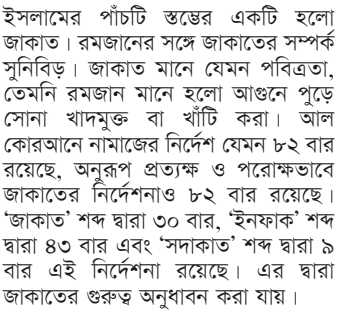 ইসলামের পাঁচটি স্তম্ভের একটি হলো
জাকাত। রমজানের সঙ্গে জাকাতের সম্পর্ক
সুনিবিড়। জাকাত মানে যেমন পবিত্রতা,
তেমনি রমজান মানে হলো আগুনে পুড়ে
সোনা খাদমুক্ত বা খাঁটি করা। আল
কোরআনে নামাজের নির্দেশ যেমন ৮২ বার
রয়েছে, অনুরূপ প্রত্যক্ষ ও পরোক্ষভাবে
জাকাতের নির্দেশনাও ৮২ বার রয়েছে।
‘জাকাত’ শব্দ দ্বারা ৩০ বার, ‘ইনফাক’ শব্দ
দ্বারা ৪৩ বার এবং ‘সদাকাত’ শব্দ দ্বারা ৯
বার এই নির্দেশনা রয়েছে। এর দ্বারা
জাকাতের গুরুত্ব অনুধাবন করা যায়।